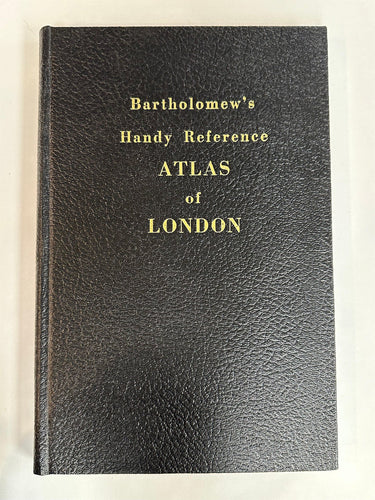 Bartholomew's
Handy Reference
ATLAS
of
LONDON